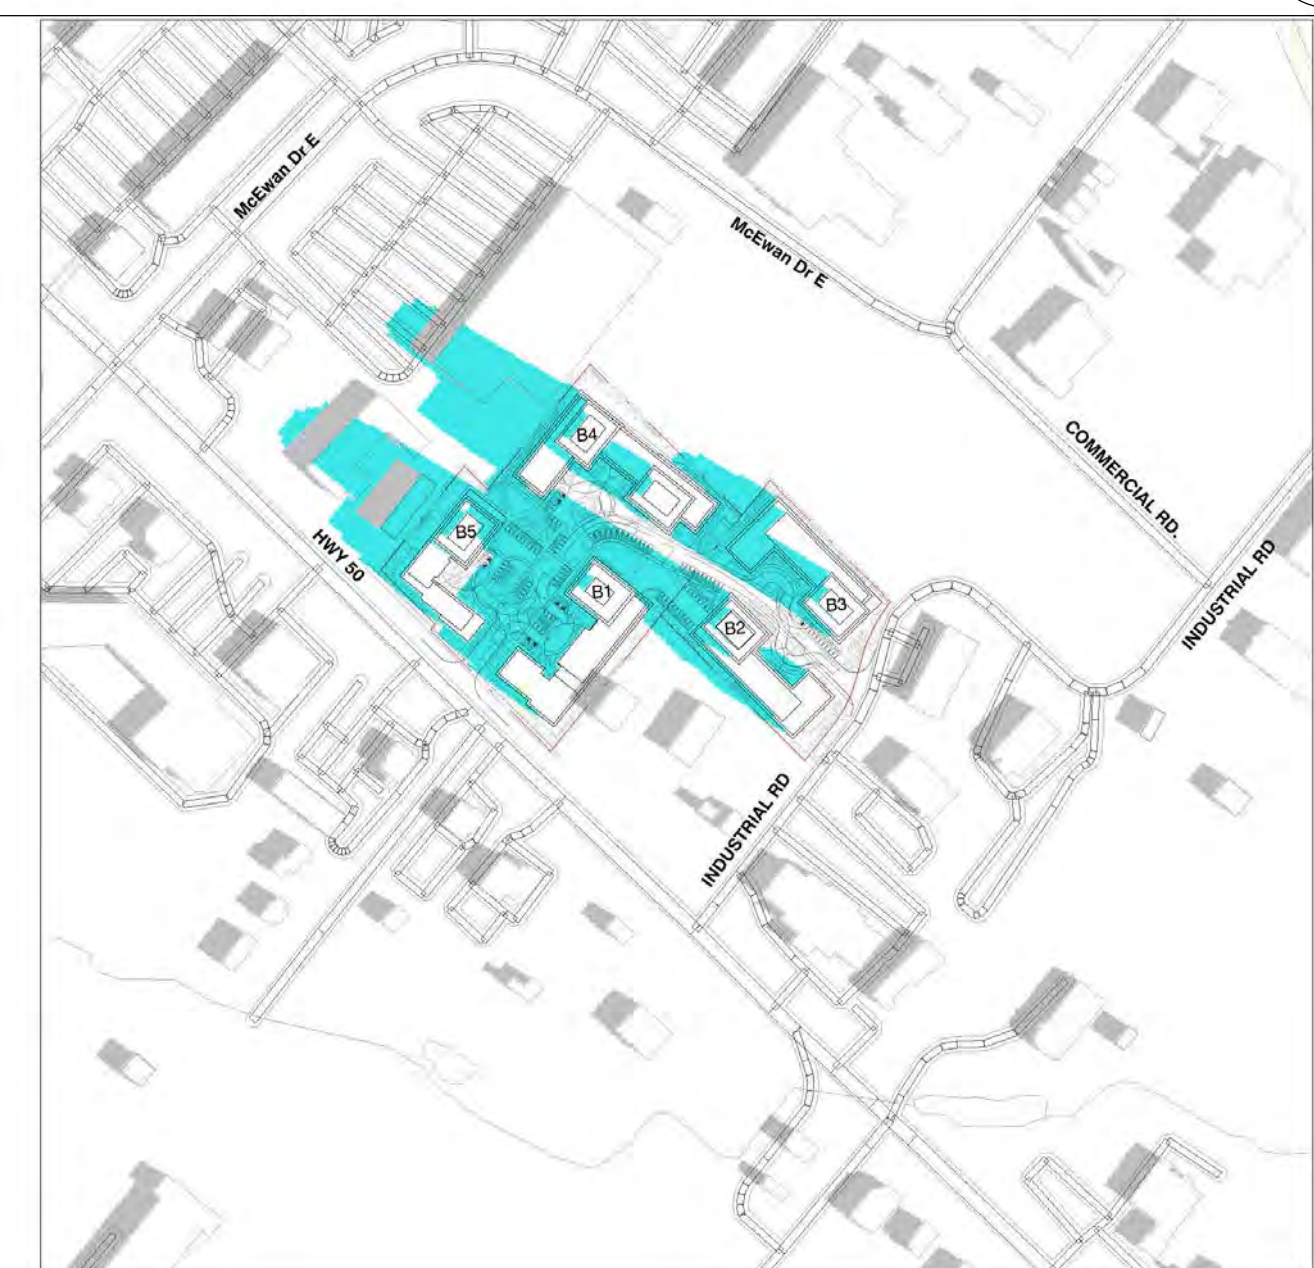 McEwan Dr E
McEwan Dr E
COMMERCIAL RD.
B4
HWY 50
B5
B1
B3
B2
INDUSTRIAL RD
INDUSTRIAL RD